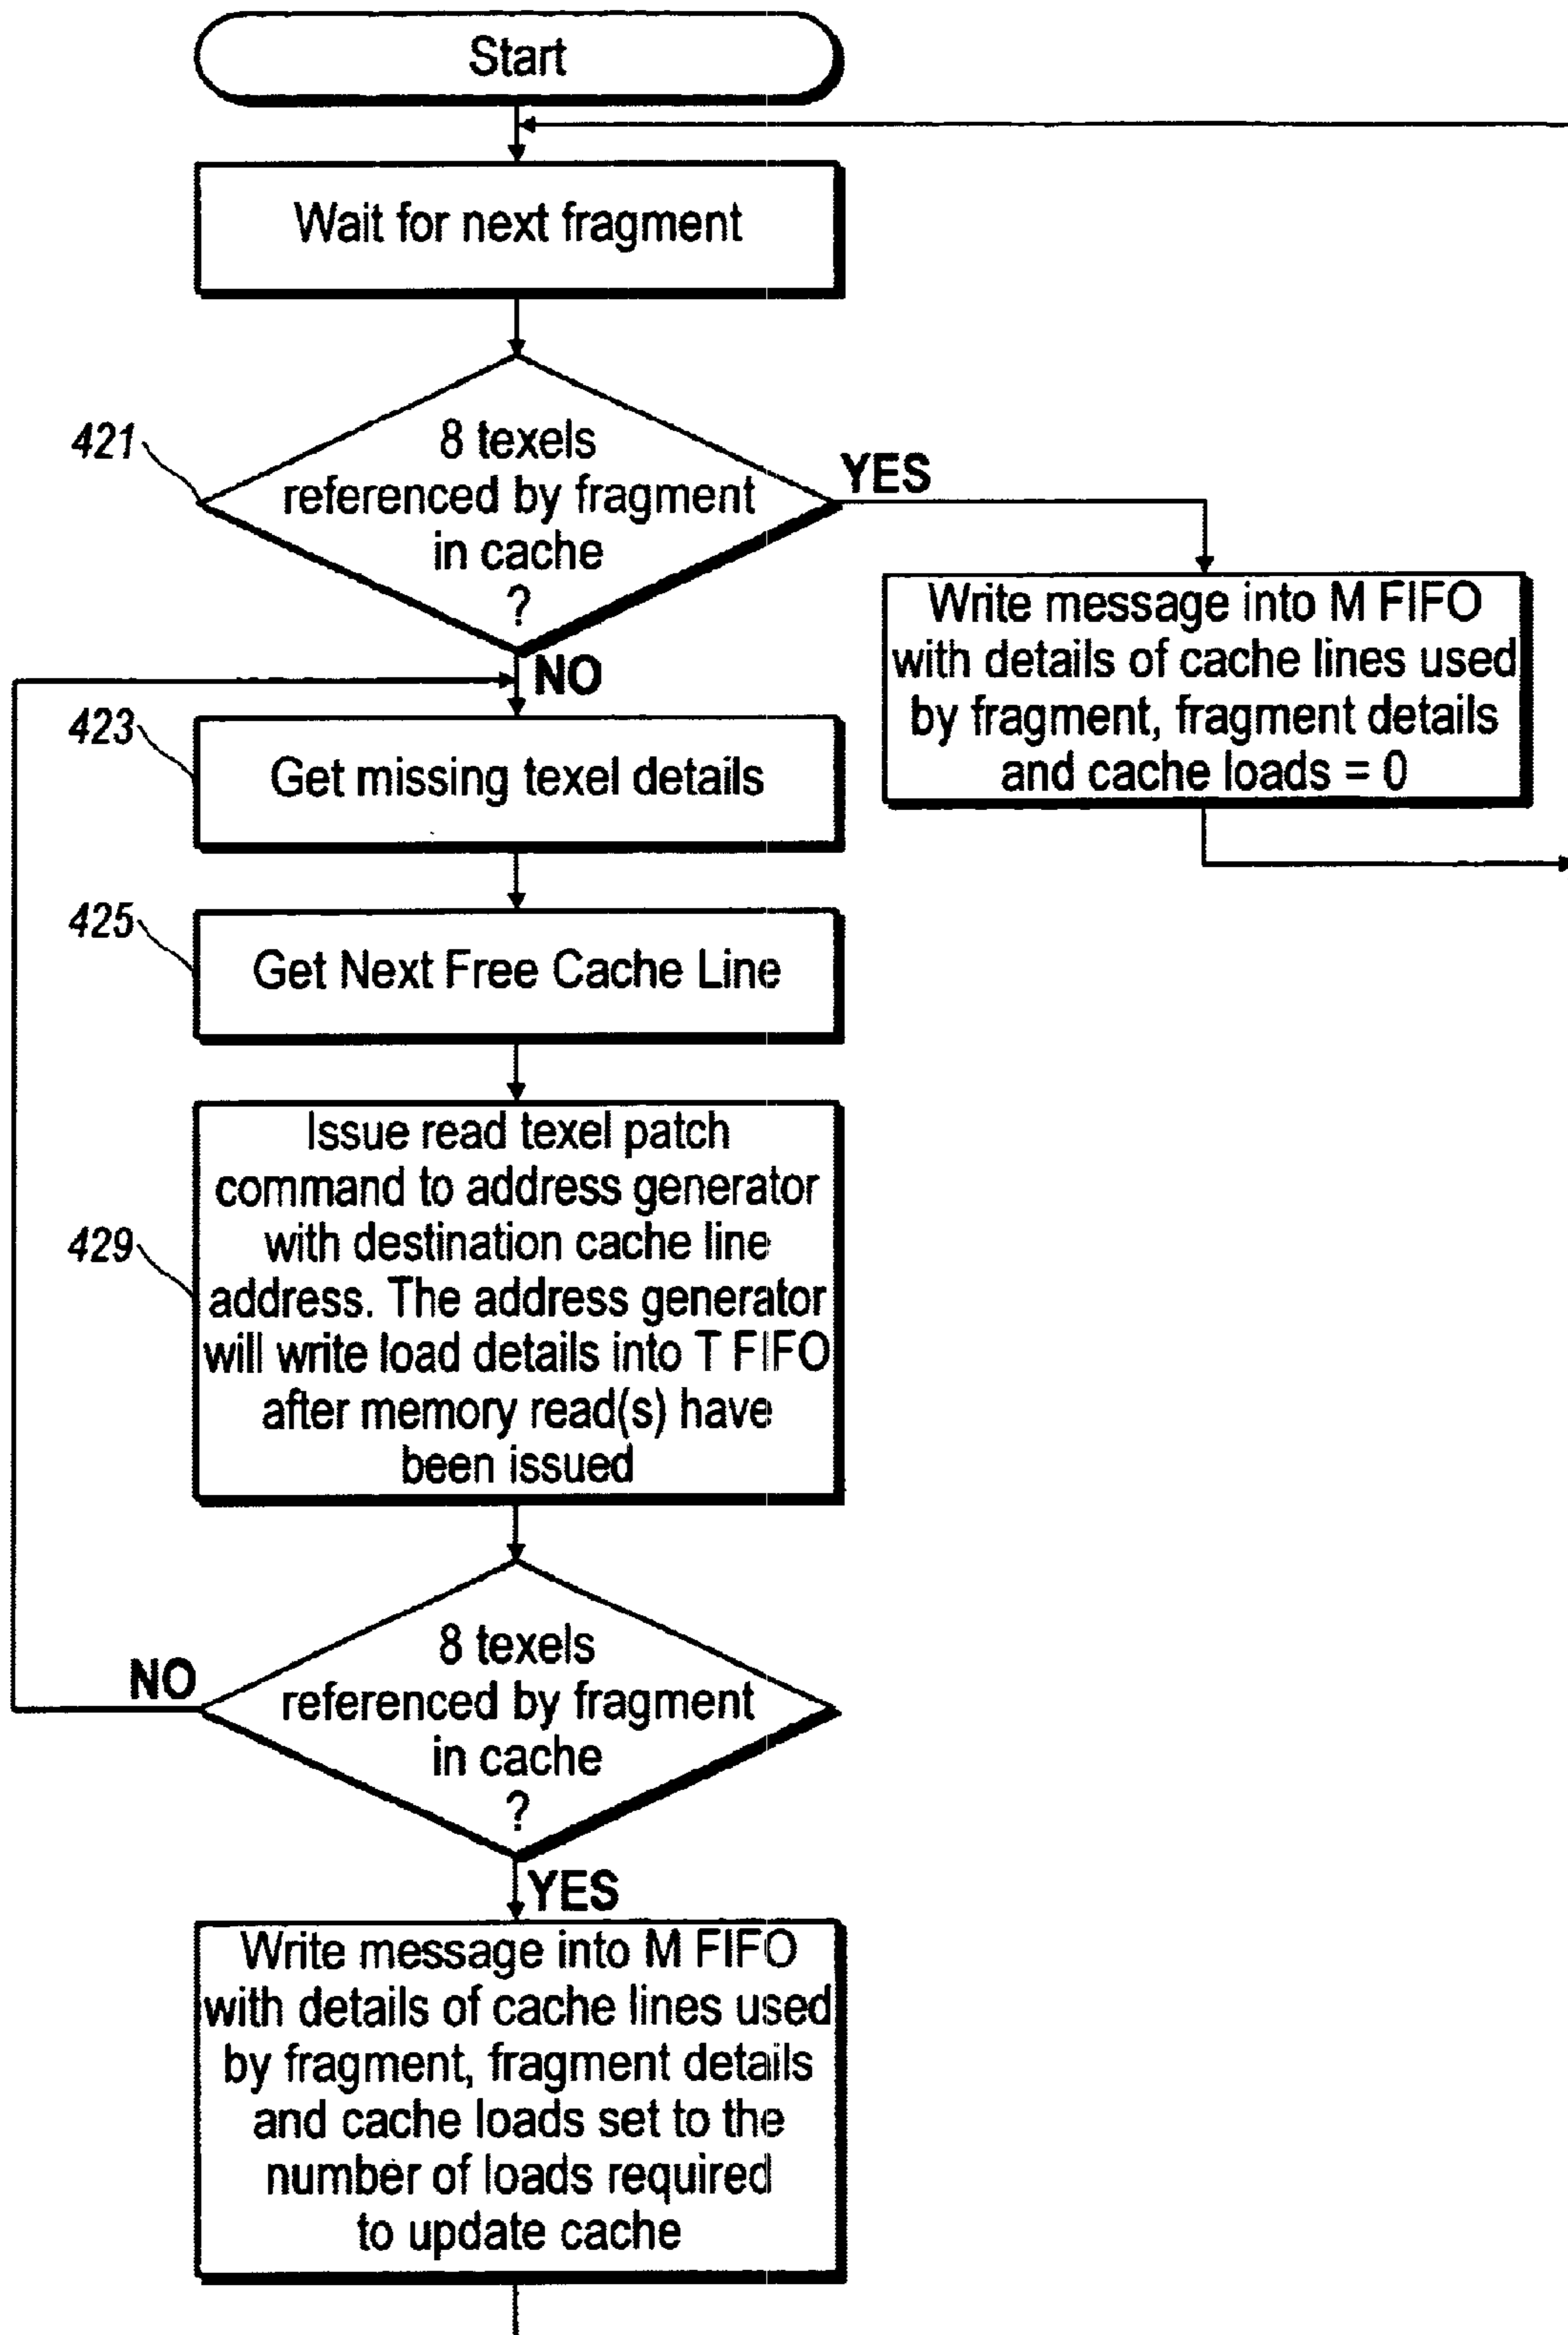 Start
Wait for next fragment
421
8 texels
referenced by fragment
in cache
?
YES
Write message into M FIFO
with details of cache lines used
by fragment, fragment details
and cache loads = 0
NO
423
Get missing texel details
425
Get Next Free Cache Line
429
Issue read texel patch
command to address generator
with destination cache line
address. The address generator
will write load details into T FIFO
after memory read(s) have
been issued
8 texels
referenced by fragment
in cache
?
NO
YES
Write message into M FIFO
with details of cache lines used
by fragment, fragment details
and cache loads set to the
number of loads required
to update cache